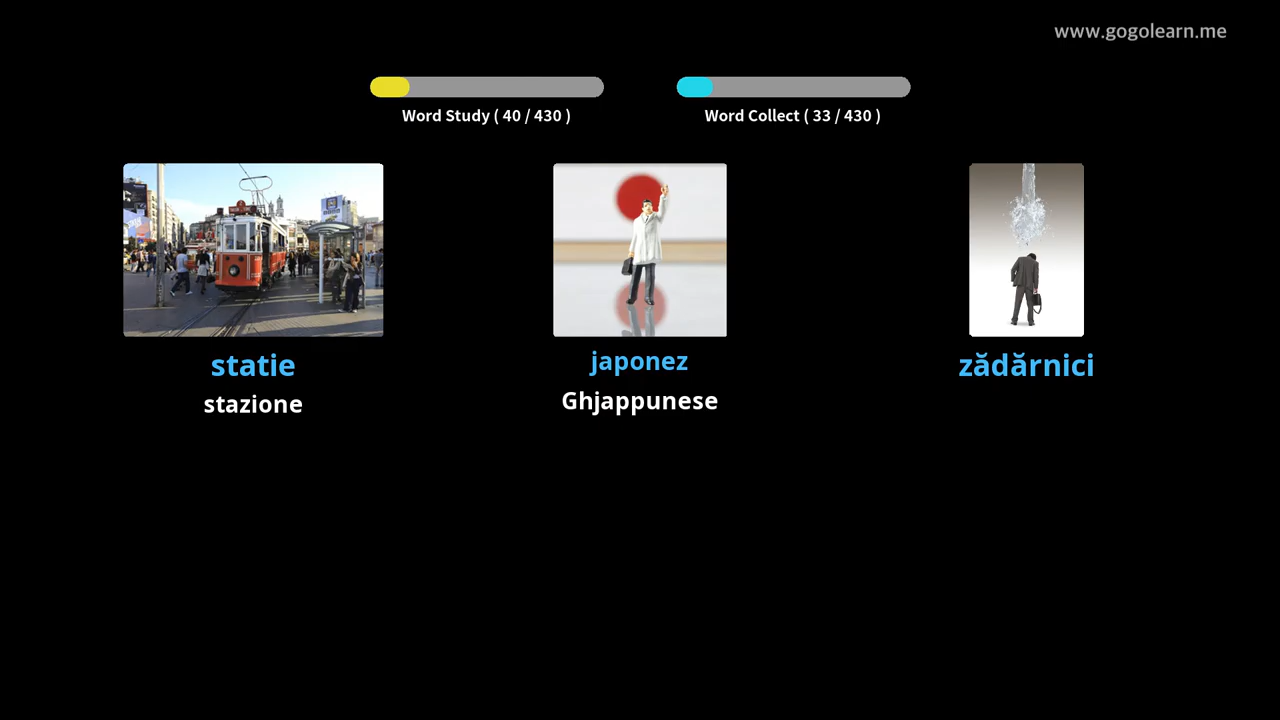 www.gogolearn.me
Word Study ( 40 / 430 )
Word Collect ( 33 / 430 )
statie
stazione
japonez
Ghjappunese
zădărnici